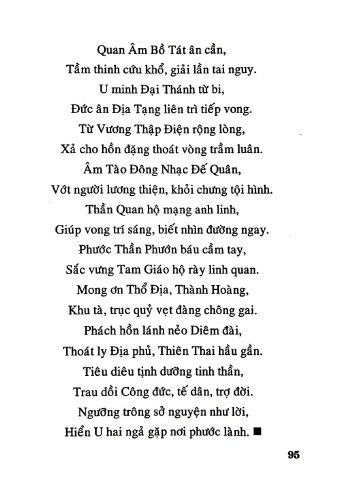 Quan Âm Bồ Tát ân cần,
Tầm thinh cứu khổ, giải lần tai nguy.
U minh Đại Thánh từ bi,
Đức ân Địa Tạng liên trì tiếp vong.
Từ Vương Thập Điện rộng lòng,
Xả cho hồn đặng thoát vòng trầm luân.
Âm Tào Đông Nhạc Đế Quân,
Vớt người lương thiện, khỏi chưng tội hình.
Thần Quan hộ mạng anh linh,
Giúp vong trí sáng, biết nhìn đường ngay.
Phước Thần Phướn báu cầm tay,
Sắc vưng Tam Giáo hộ rày linh quan.
Mong ơn Thổ Địa, Thành Hoàng,
Khu tà, trục quỷ vẹt đàng chông gai.
Phách hồn lánh nẻo Diêm đài,
Thoát ly Địa phủ, Thiên Thai hầu gần.
Tiêu diêu tịnh dưỡng tinh thần,
Trau dồi Công đức, tế dân, trợ đời.
Ngưỡng trông sở nguyện như lời,
Hiển U hai ngả gặp nơi phước lành. ■
95